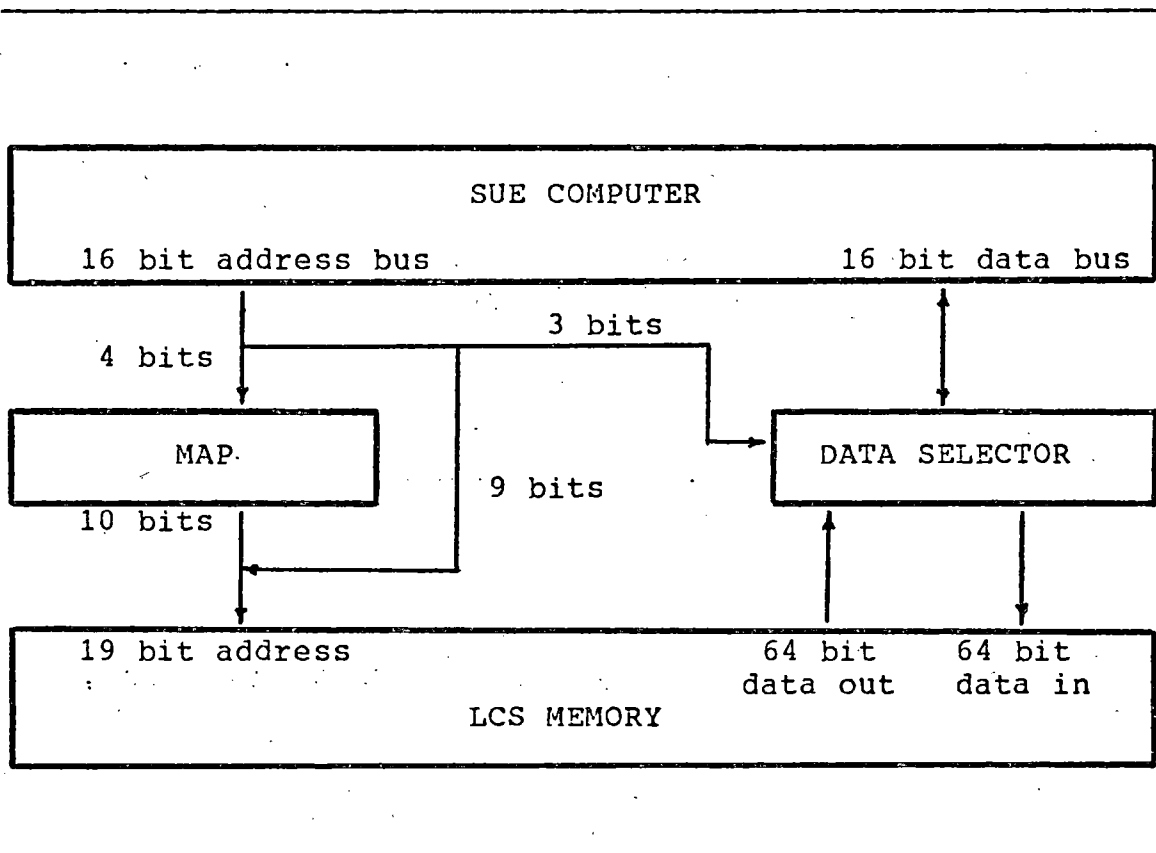 SUE COMPUTER
16 bit address bus
16 bit data bus
3 bits
4 bits
MAP
DATA SELECTOR
9 bits
10 bits
19 bit address
64 bit
data out
64 bit
data in
LCS MEMORY